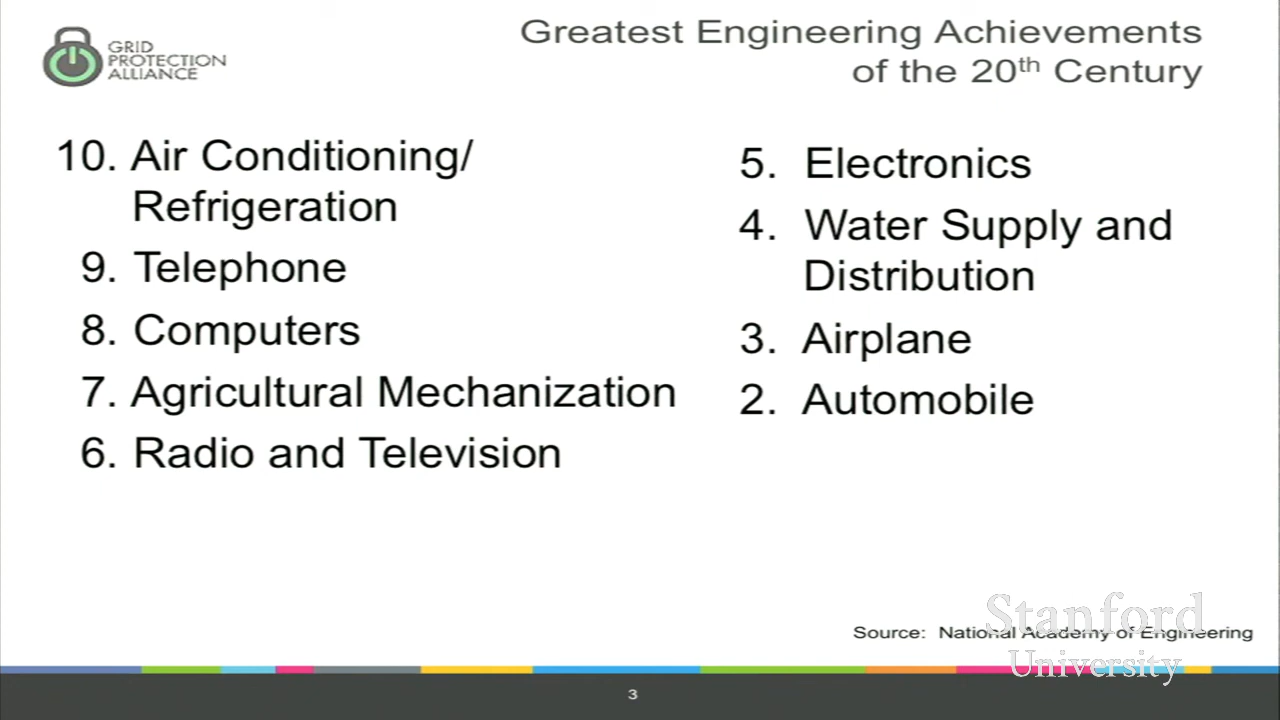 GRID
PROTECTION
ALLIANCE
Greatest Engineering Achievements
of the 20th Century
10. Air Conditioning/
Refrigeration
9. Telephone
8. Computers
7. Agricultural Mechanization
6. Radio and Television
5. Electronics
4. Water Supply and
Distribution
3. Airplane
2. Automobile
Source: National Academy of Engineering
Stanford
University
3